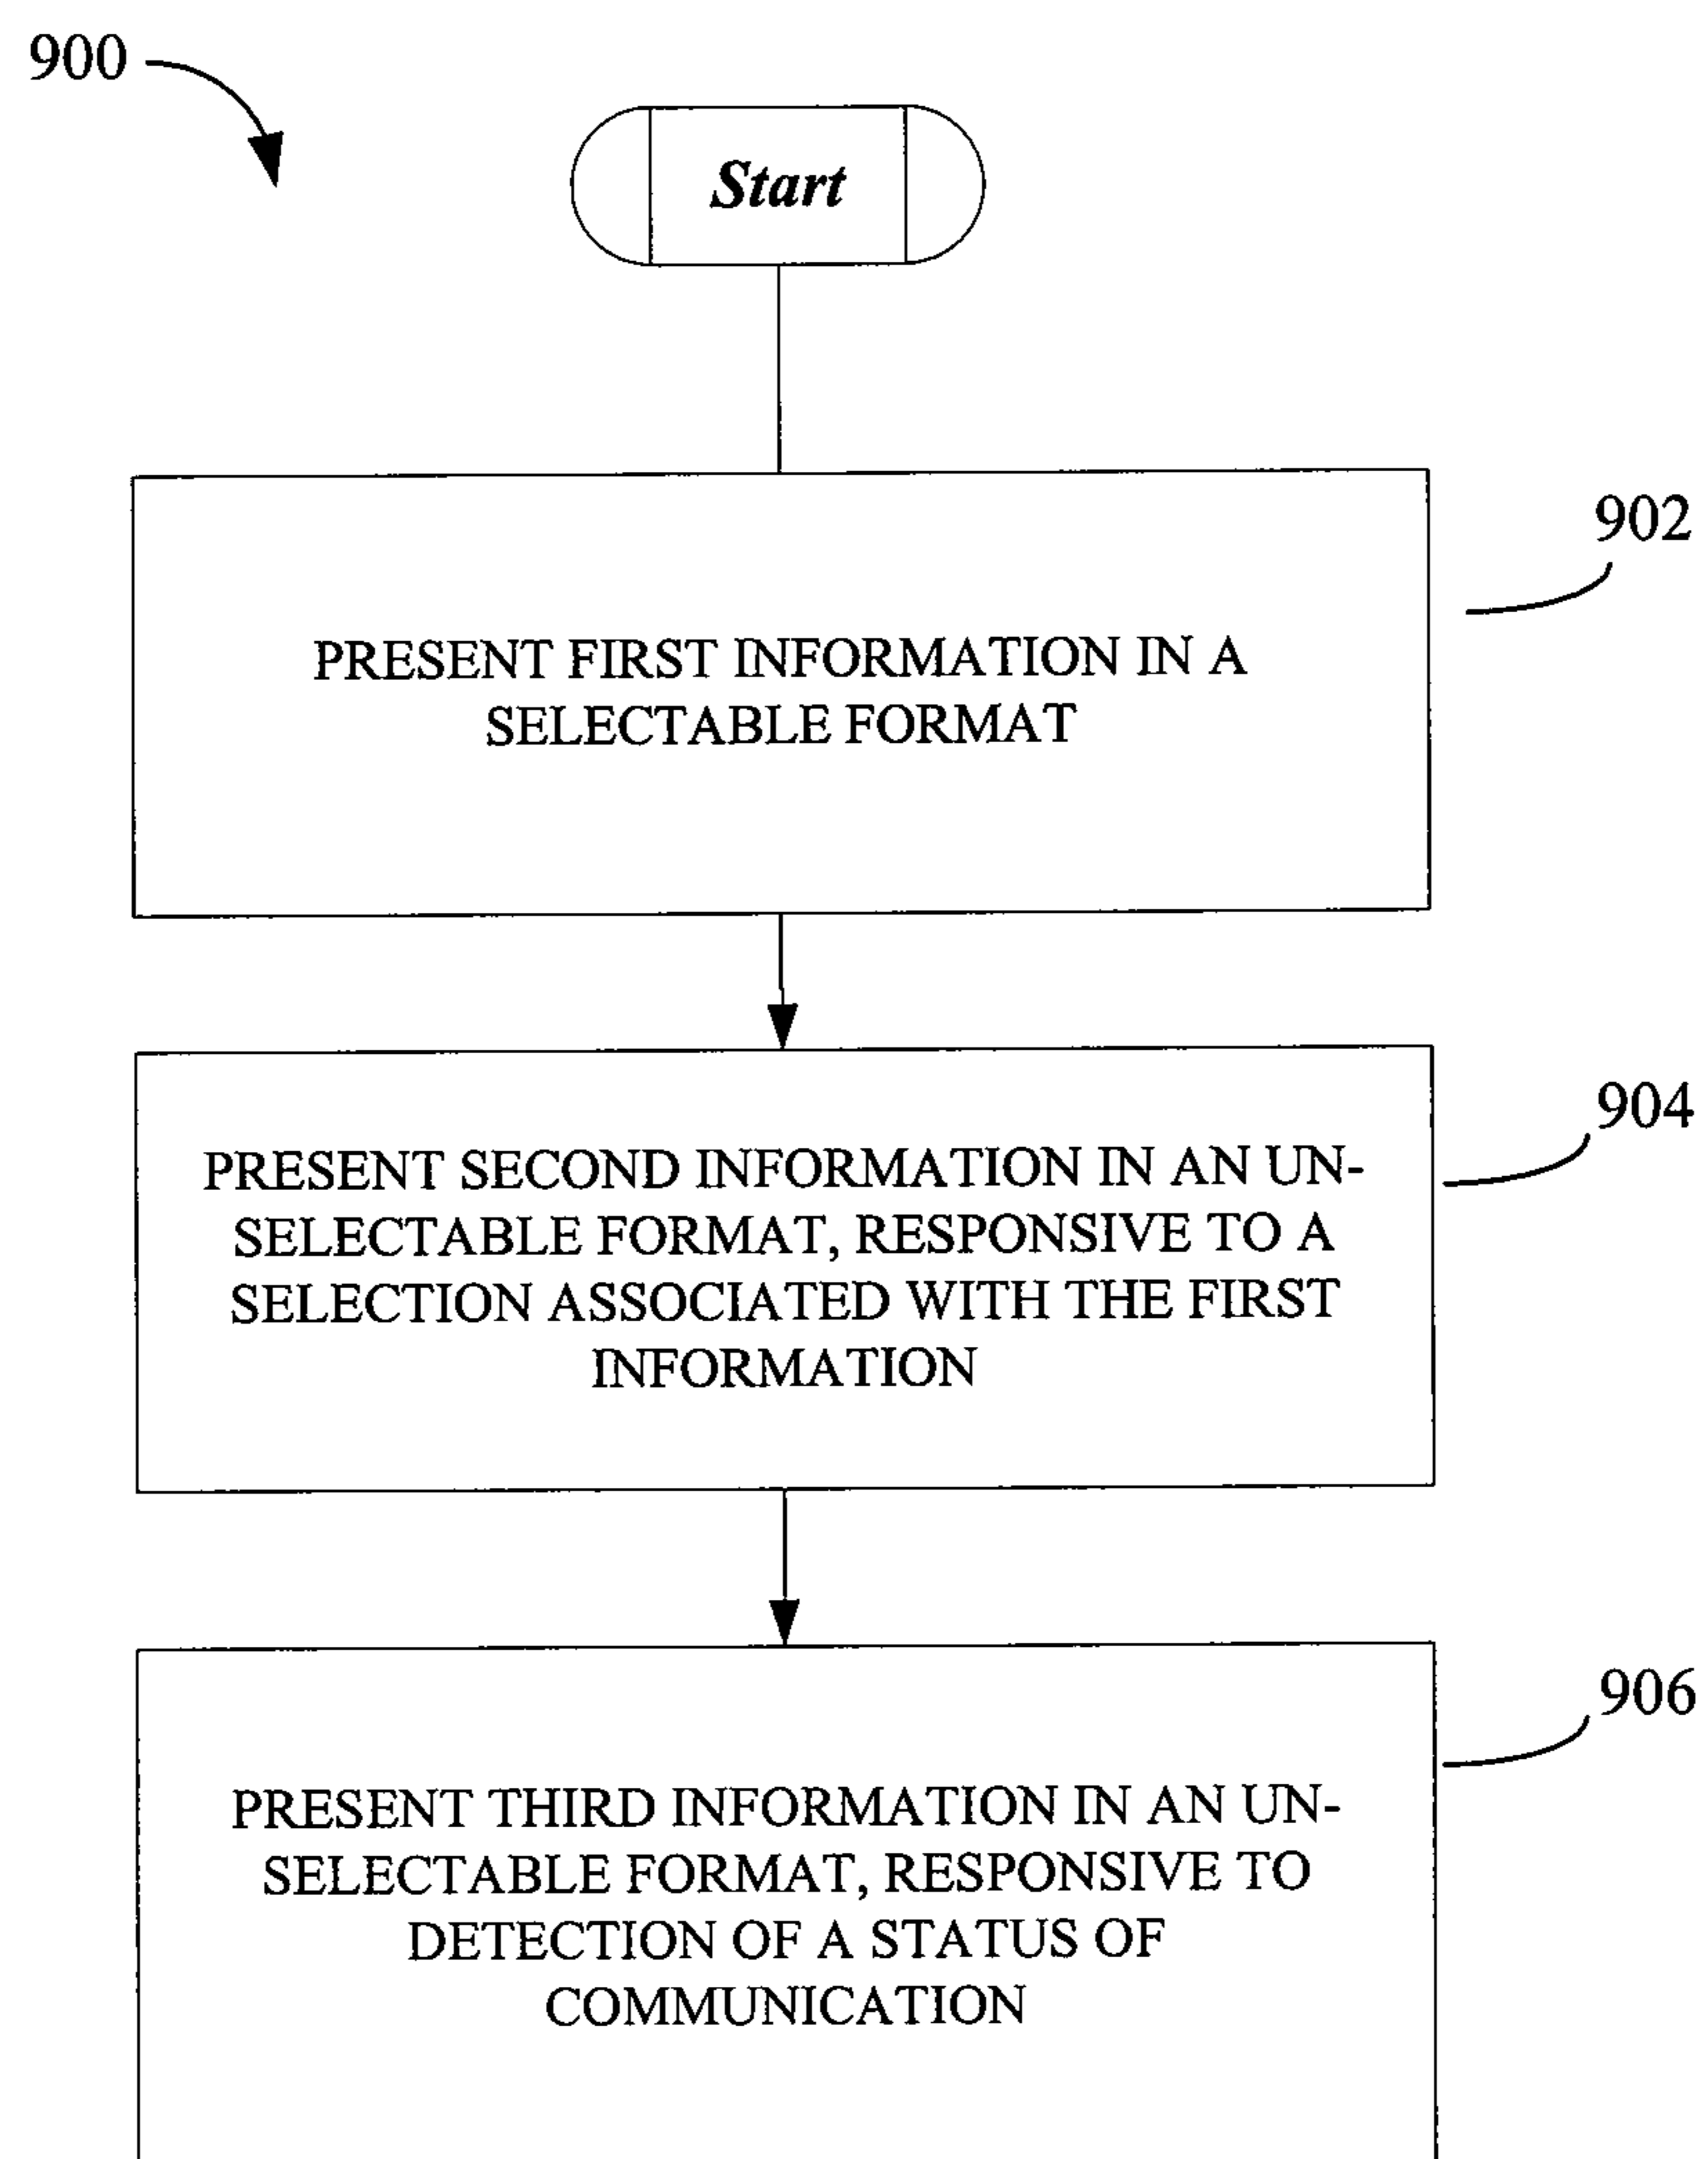 900
Start
902
PRESENT FIRST INFORMATION IN A
SELECTABLE FORMAT
904
PRESENT SECOND INFORMATION IN AN UN-
SELECTABLE FORMAT, RESPONSIVE TO A
SELECTION ASSOCIATED WITH THE FIRST
INFORMATION
906
PRESENT THIRD INFORMATION IN AN UN-
SELECTABLE FORMAT, RESPONSIVE TO
DETECTION OF A STATUS OF
COMMUNICATION